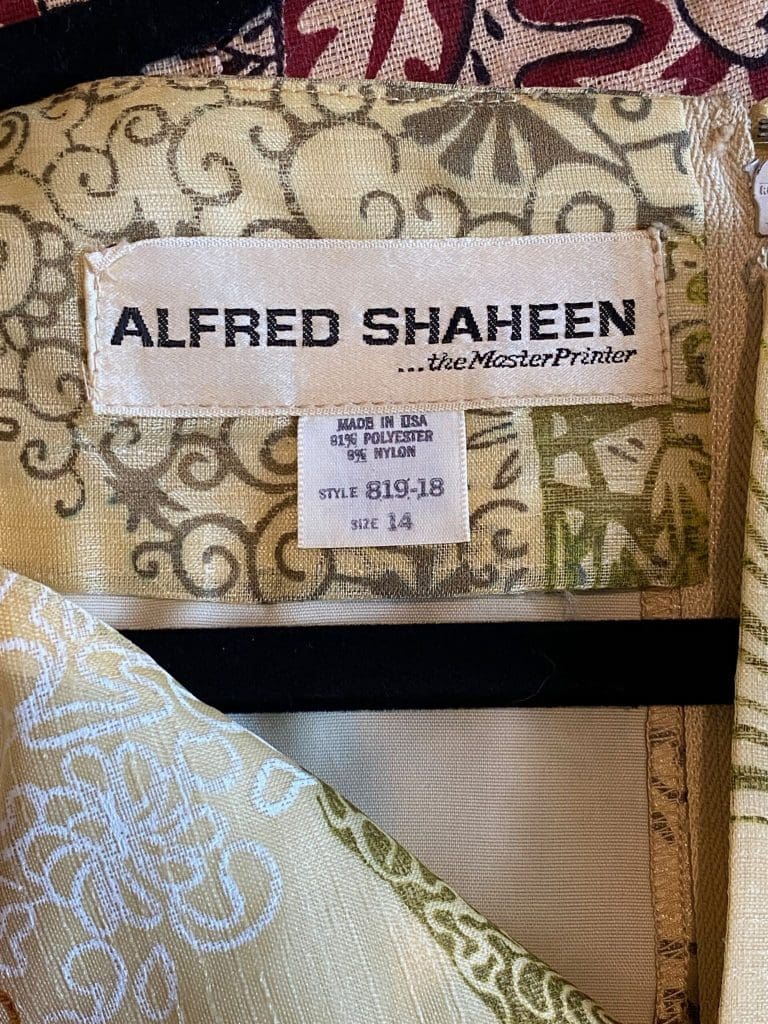 ALFRED SHAHEEN
...the Master Printer
MADE IN USA
91% POLYESTER
9% NYLON
STYLE 819-18
SIZE 14